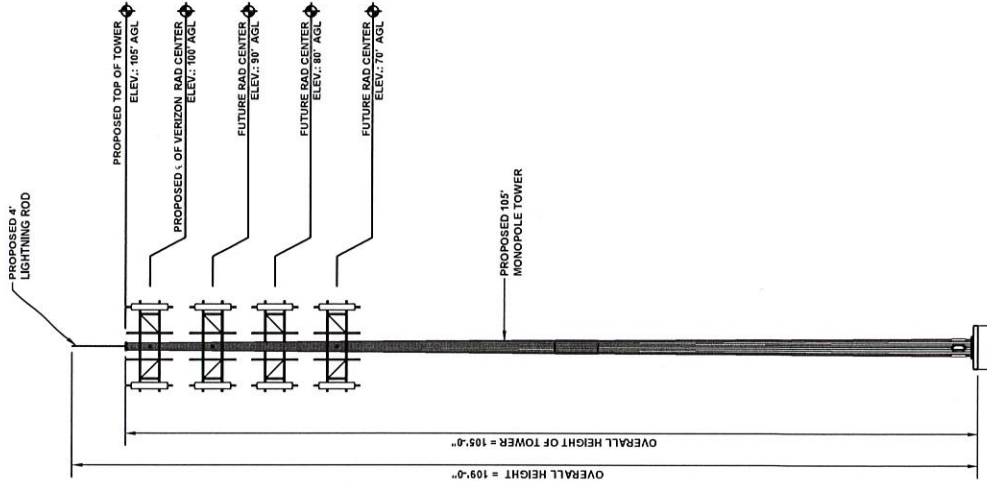 PROPOSED 4'
LIGHTNING ROD
PROPOSED TOP OF TOWER
ELEV.: 105' AGL
PROPOSED ℄ OF VERIZON RAD CENTER
ELEV.: 100' AGL
FUTURE RAD CENTER
ELEV.: 90' AGL
FUTURE RAD CENTER
ELEV.: 80' AGL
FUTURE RAD CENTER
ELEV.: 70' AGL
PROPOSED 105'
MONOPOLE TOWER
OVERALL HEIGHT OF TOWER = 105'-0"
OVERALL HEIGHT = 109'-0"